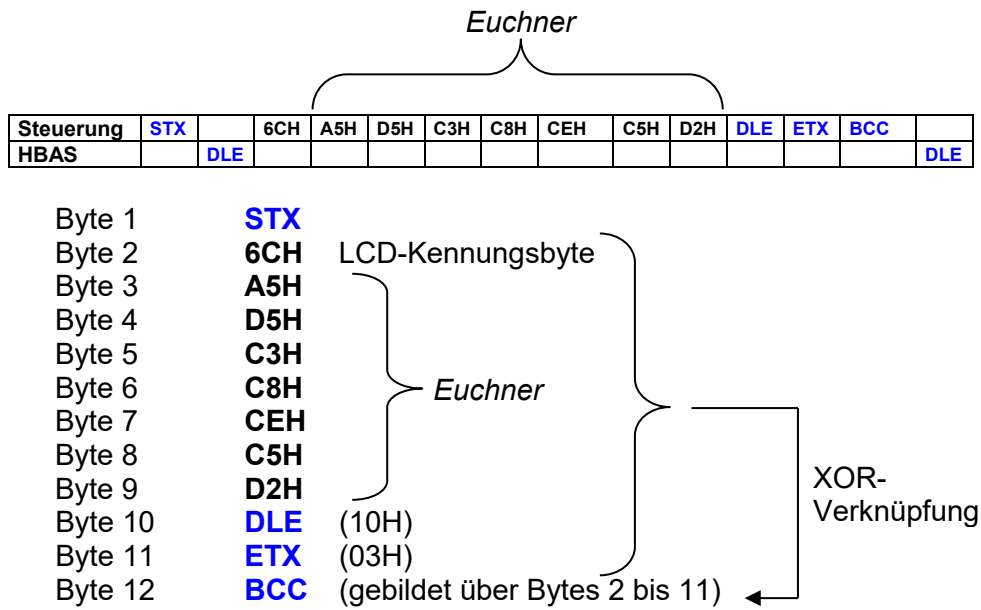 Euchner
Steuerung STX 6CH A5H D5H C3H C8H CEH C5H D2H DLE ETX BCC
HBAS DLE DLE
Byte 1 STX
Byte 2 6CH LCD-Kennungsbyte
Byte 3 A5H
Byte 4 D5H
Byte 5 C3H
Byte 6 C8H Euchner
Byte 7 CEH
Byte 8 C5H
Byte 9 D2H
XOR-
Verknüpfung
Byte 10 DLE (10H)
Byte 11 ETX (03H)
Byte 12 BCC (gebildet über Bytes 2 bis 11)